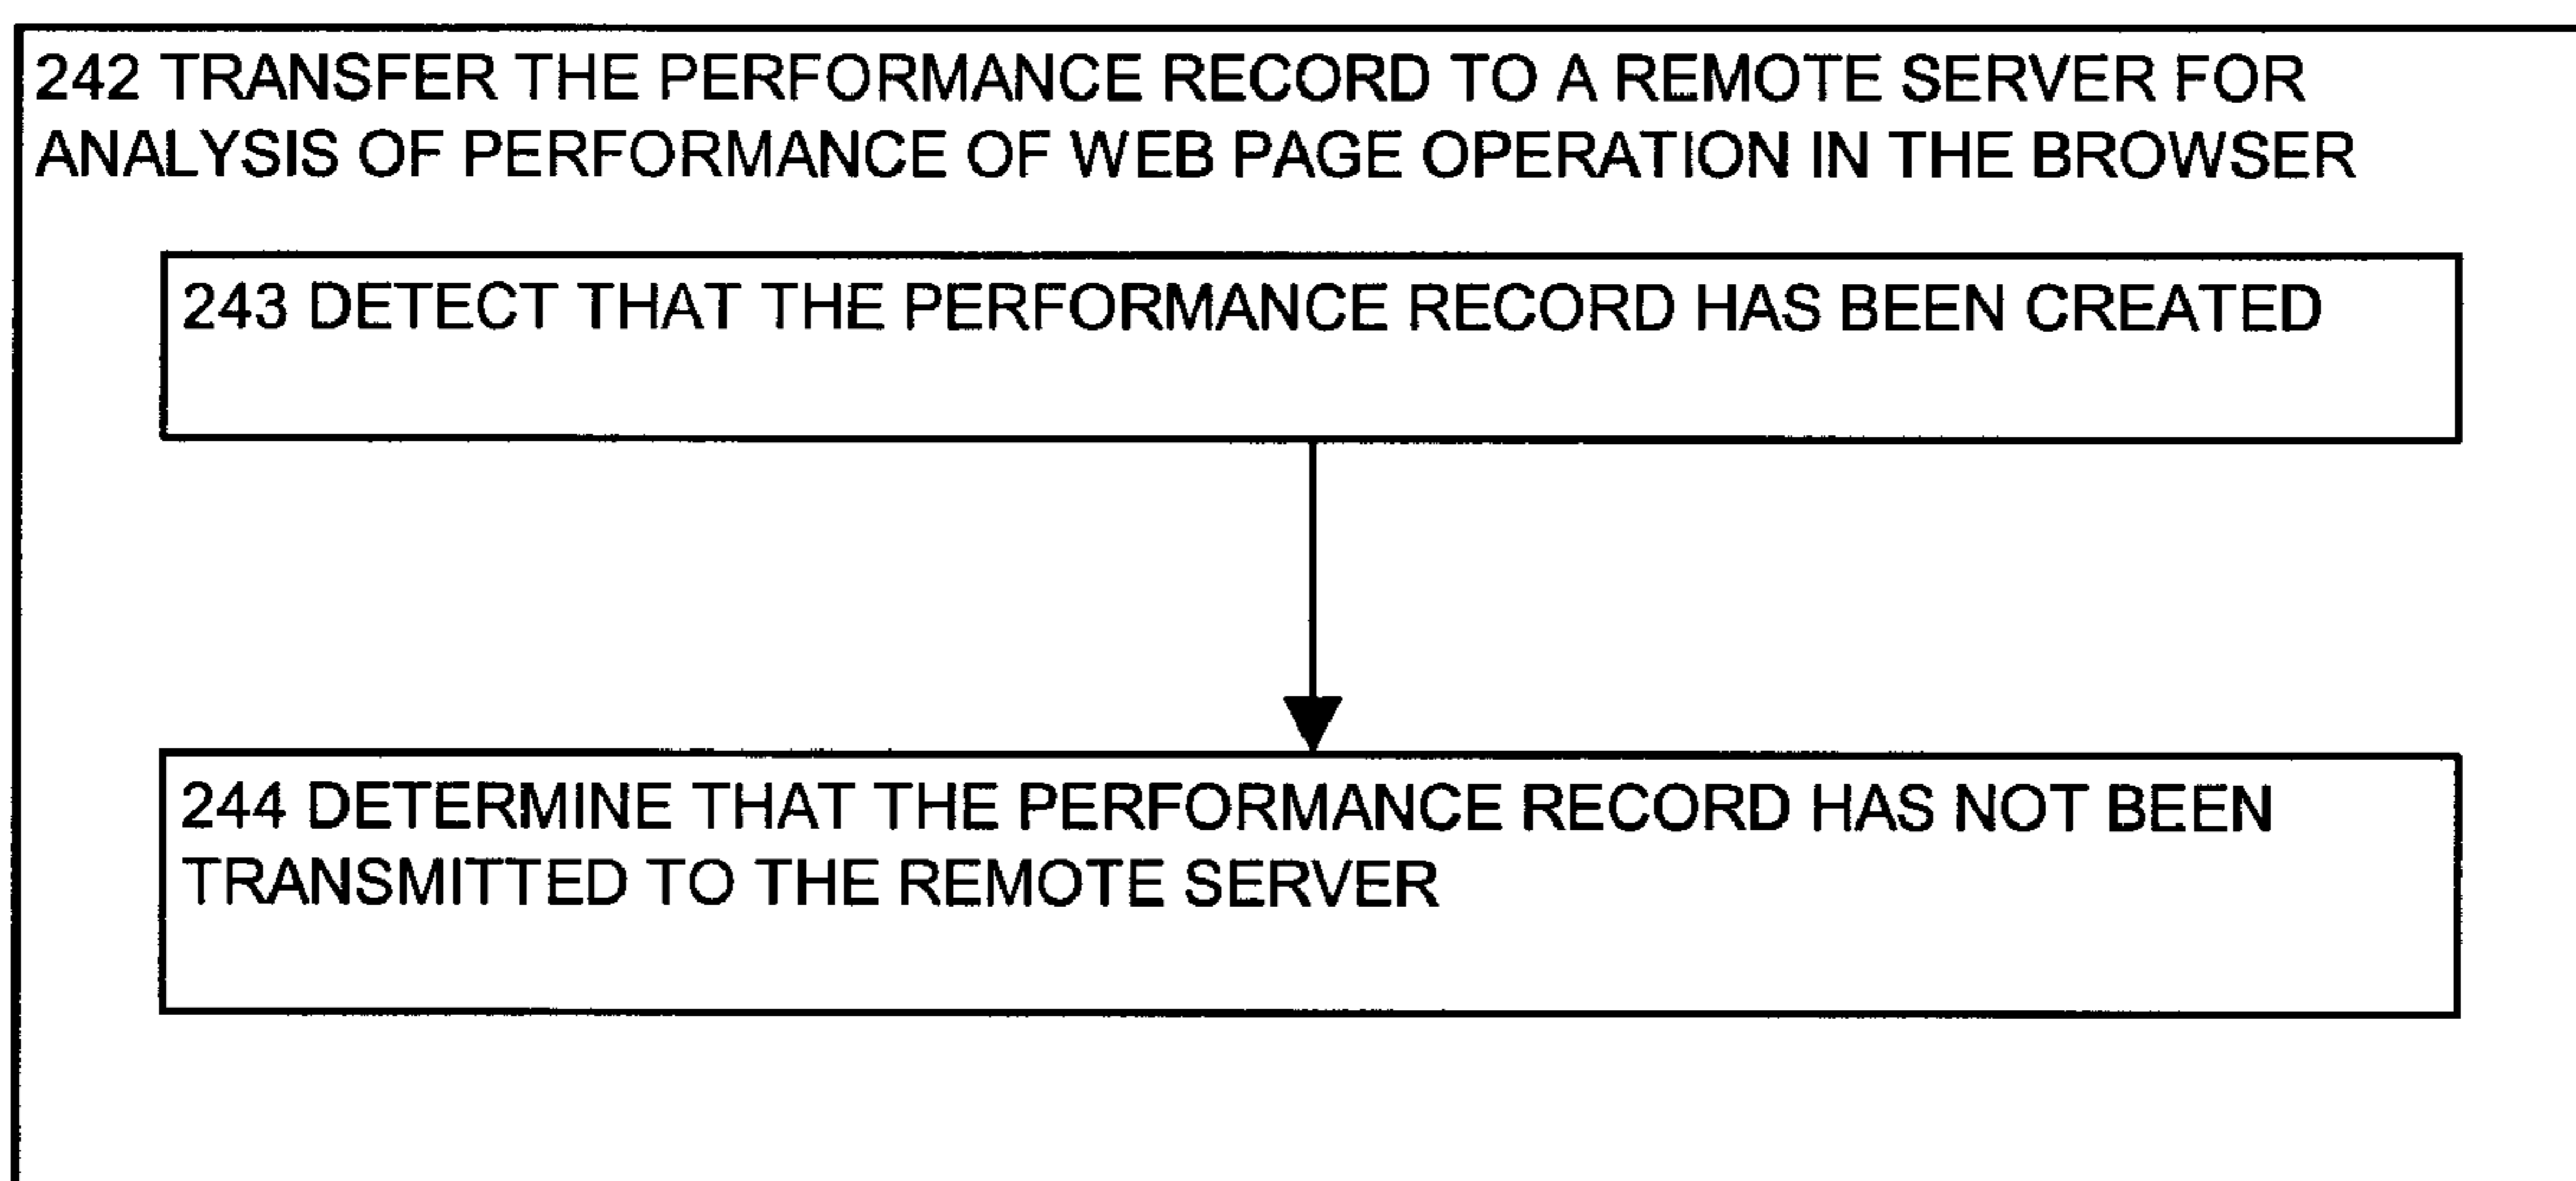 242 TRANSFER THE PERFORMANCE RECORD TO A REMOTE SERVER FOR
ANALYSIS OF PERFORMANCE OF WEB PAGE OPERATION IN THE BROWSER
243 DETECT THAT THE PERFORMANCE RECORD HAS BEEN CREATED
244 DETERMINE THAT THE PERFORMANCE RECORD HAS NOT BEEN
TRANSMITTED TO THE REMOTE SERVER